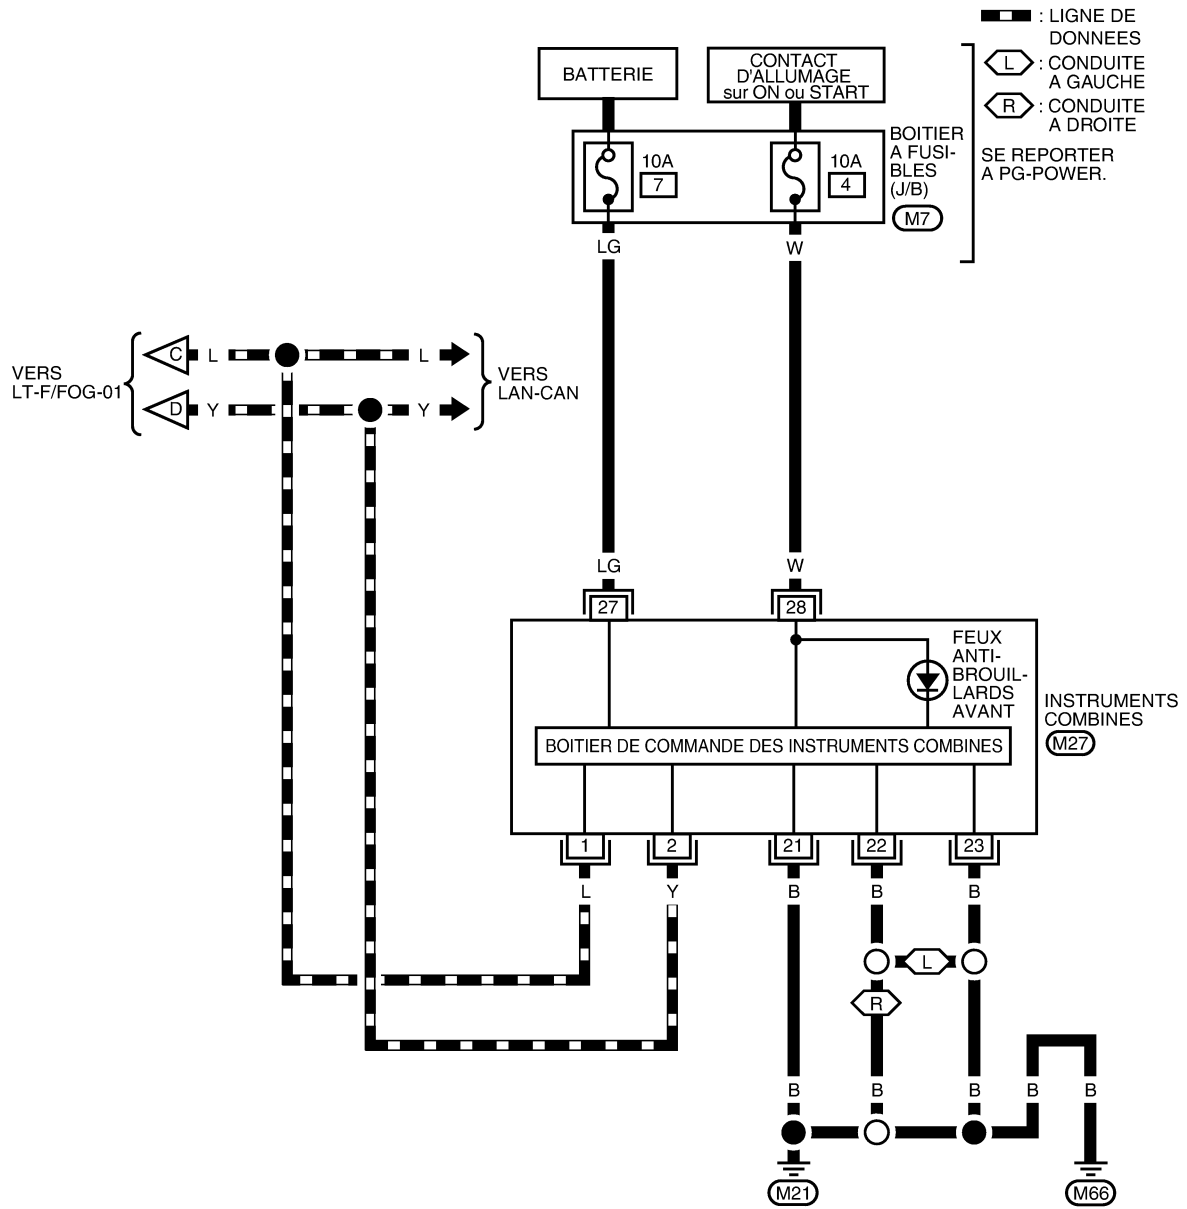 : LIGNE DE
DONNEES
L : CONDUITE
A GAUCHE
R : CONDUITE
A DROITE
SE REPORTER
A PG-POWER.
BATTERIE
CONTACT
D'ALLUMAGE
sur ON ou START
BOITIER
A FUSI-
BLES
(J/B)
M7
10A
7
10A
4
LG
W
VERS
LT-F/FOG-01
C L L
D Y Y
VERS
LAN-CAN
LG
W
27
28
FEUX
ANTI-
BROUIL-
LARDS
AVANT
INSTRUMENTS
COMBINES
M27
BOITIER DE COMMANDE DES INSTRUMENTS COMBINES
1 2 21 22 23
L Y B B B
L
R
B B B B B
M21
M66